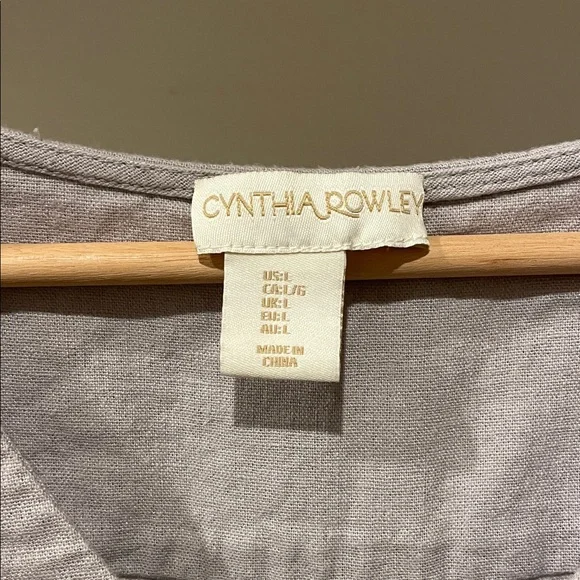 CYNTHIA ROWLEY
US:L
CA:L/G
UK:L
EU:L
AU:L
MADE IN
CHINA